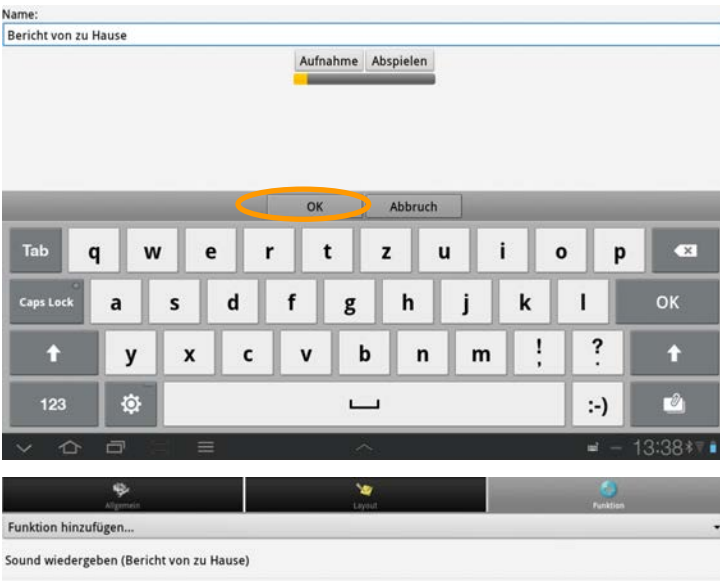 Name:
Bericht von zu Hause
Aufnahme Abspielen
OK Abbruch
Tab q w e r t z u i o p
Caps Lock a s d f g h j k l OK
y x c v b n m ! , ? .
123 :-)
13:38
Allgemein Layout Funktion
Funktion hinzufügen...
Sound wiedergeben (Bericht von zu Hause)